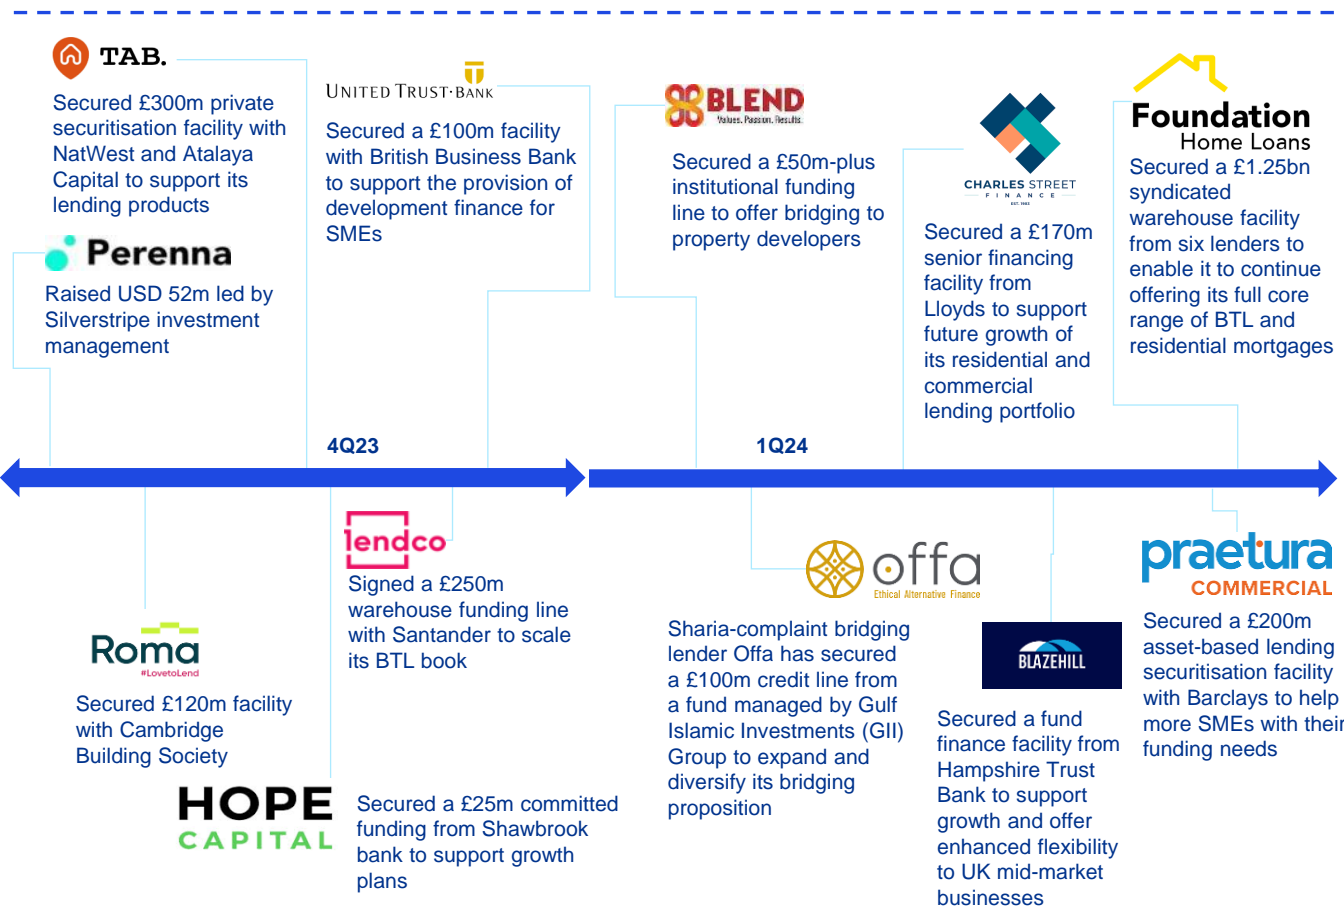 TAB.
Secured £300m private
securitisation facility with
NatWest and Atalaya
Capital to support its
lending products
Perenna
Raised USD 52m led by
Silverstripe investment
management
UNITED TRUST·BANK
Secured a £100m facility
with British Business Bank
to support the provision of
development finance for
SMEs
BLEND
Values. Passion. Results.
Secured a £50m-plus
institutional funding
line to offer bridging to
property developers
CHARLES STREET
FINANCE
EST. 1983
Secured a £170m
senior financing
facility from
Lloyds to support
future growth of
its residential and
commercial
lending portfolio
Foundation
Home Loans
Secured a £1.25bn
syndicated
warehouse facility
from six lenders to
enable it to continue
offering its full core
range of BTL and
residential mortgages
4Q23
1Q24
Roma
#LovetoLend
Secured £120m facility
with Cambridge
Building Society
lendco
Signed a £250m
warehouse funding line
with Santander to scale
its BTL book
HOPE
CAPITAL
Secured a £25m committed
funding from Shawbrook
bank to support growth
plans
offa
Ethical Alternative Finance
Sharia-complaint bridging
lender Offa has secured
a £100m credit line from
a fund managed by Gulf
Islamic Investments (GII)
Group to expand and
diversify its bridging
proposition
BLAZEHILL
Secured a fund
finance facility from
Hampshire Trust
Bank to support
growth and offer
enhanced flexibility
to UK mid-market
businesses
praetura
COMMERCIAL
Secured a £200m
asset-based lending
securitisation facility
with Barclays to help
more SMEs with their
funding needs